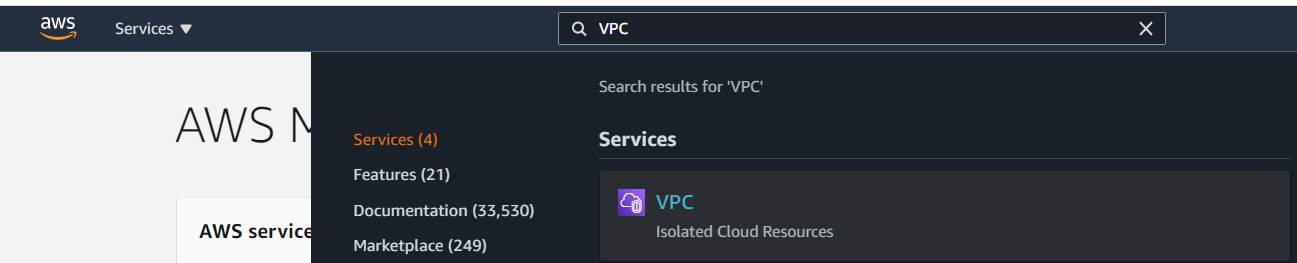 aws
Services ▼
VPC
Search results for 'VPC'
AWS M
Services (4)
Features (21)
Documentation (33,530)
Marketplace (249)
AWS service
Services
VPC
Isolated Cloud Resources